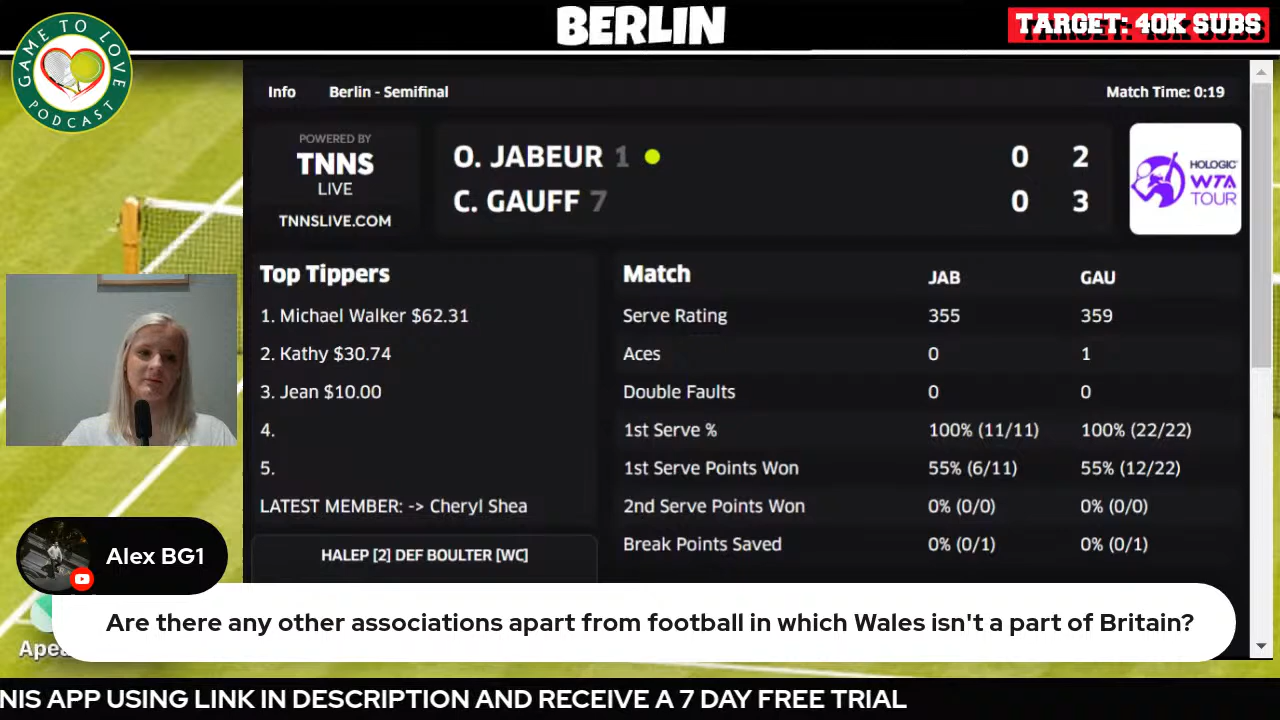 BERLIN
TARGET: 40K SUBS
GAME TO LOVE
PODCAST
Info Berlin - Semifinal Match Time: 0:19
POWERED BY
TNNS
LIVE
TNNSLIVE.COM
O. JABEUR 1 0 2
C. GAUFF 7 0 3
HOLOGIC
WTA
TOUR
Top Tippers
1. Michael Walker $62.31
2. Kathy $30.74
3. Jean $10.00
4.
5.
LATEST MEMBER: -> Cheryl Shea
HALEP [2] DEF BOULTER [WC]
Match JAB GAU
Serve Rating 355 359
Aces 0 1
Double Faults 0 0
1st Serve % 100% (11/11) 100% (22/22)
1st Serve Points Won 55% (6/11) 55% (12/22)
2nd Serve Points Won 0% (0/0) 0% (0/0)
Break Points Saved 0% (0/1) 0% (0/1)
Alex BG1
Are there any other associations apart from football in which Wales isn't a part of Britain?
NIS APP USING LINK IN DESCRIPTION AND RECEIVE A 7 DAY FREE TRIAL